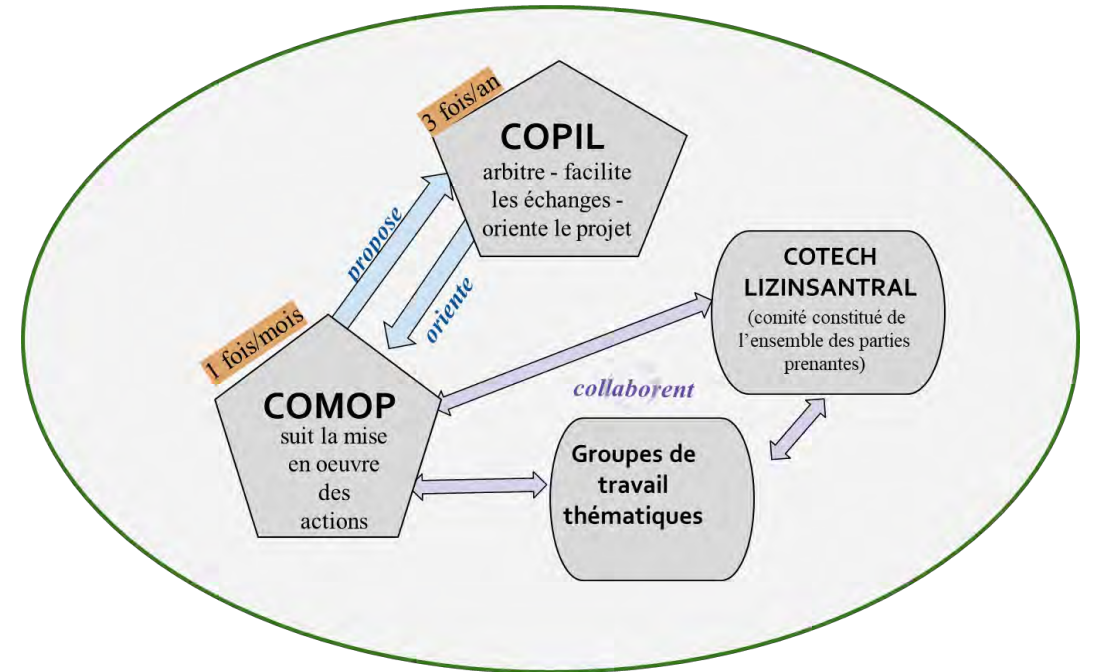 3 fois/an
COPIL
arbitre - facilite
les échanges -
oriente le projet
propose
oriente
COTECH
LIZINSANTRAL
(comité constitué de
l'ensemble des parties
prenantes)
1 fois/mois
COMOP
suit la mise
en oeuvre
des
actions
collaborent
Groupes de
travail
thématiques